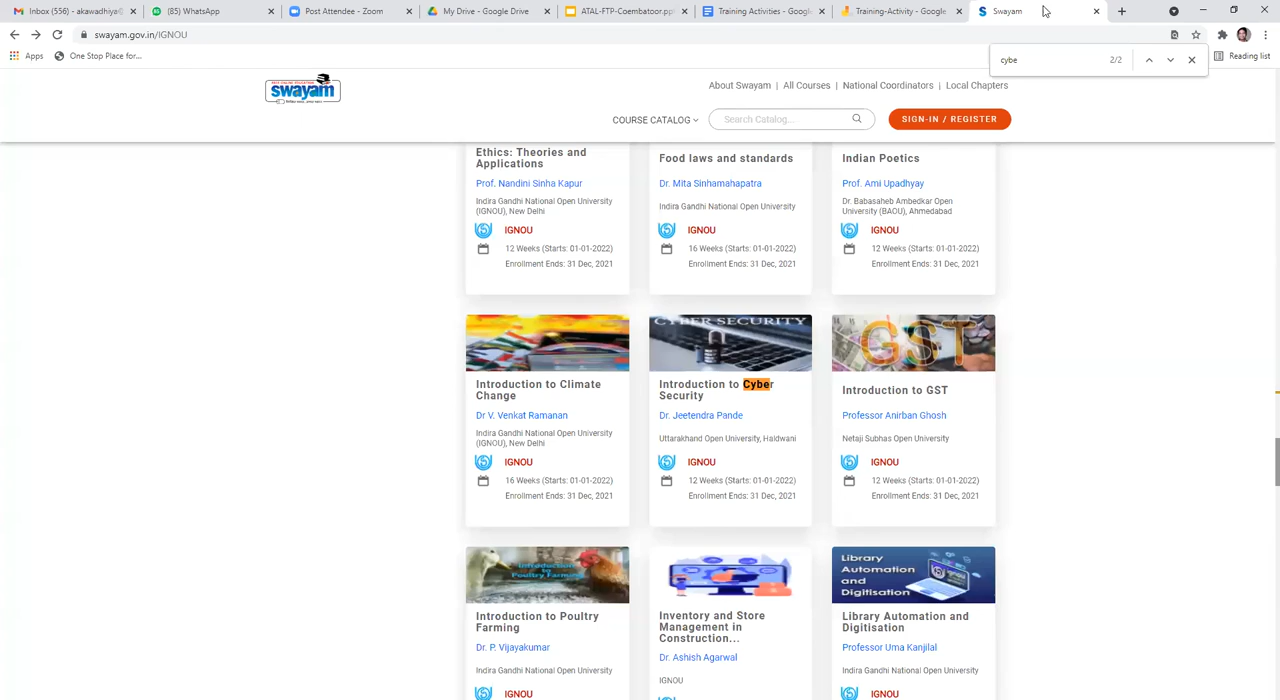 Inbox (556) - akawadhiya@
(85) WhatsApp
Post Attendee - Zoom
My Drive - Google Drive
ATAL-FTP-Coembatoor.pp
Training Activities - Google
Training-Activity - Google
Swayam
swayam.gov.in/IGNOU
Apps
One Stop Place for...
cybe
2/2
Reading list
swayam
About Swayam | All Courses | National Coordinators | Local Chapters
COURSE CATALOG
Search Catalog...
SIGN-IN / REGISTER
Ethics: Theories and
Applications
Prof. Nandini Sinha Kapur
Indira Gandhi National Open University
(IGNOU), New Delhi
IGNOU
12 Weeks (Starts: 01-01-2022)
Enrollment Ends: 31 Dec, 2021
Food laws and standards
Dr. Mita Sinhamahapatra
Indira Gandhi National Open University
IGNOU
16 Weeks (Starts: 01-01-2022)
Enrollment Ends: 31 Dec, 2021
Indian Poetics
Prof. Ami Upadhyay
Dr. Babasaheb Ambedkar Open
University (BAOU), Ahmedabad
IGNOU
12 Weeks (Starts: 01-01-2022)
Enrollment Ends: 31 Dec, 2021
Introduction to Climate
Change
Dr V. Venkat Ramanan
Indira Gandhi National Open University
(IGNOU), New Delhi
IGNOU
16 Weeks (Starts: 01-01-2022)
Enrollment Ends: 31 Dec, 2021
CYBER SECURITY
Introduction to Cyber
Security
Dr. Jeetendra Pande
Uttarakhand Open University, Haldwani
IGNOU
12 Weeks (Starts: 01-01-2022)
Enrollment Ends: 31 Dec, 2021
GST
Introduction to GST
Professor Anirban Ghosh
Netaji Subhas Open University
IGNOU
12 Weeks (Starts: 01-01-2022)
Enrollment Ends: 31 Dec, 2021
Introduction
to
Poultry Farming
Introduction to Poultry
Farming
Dr. P. Vijayakumar
Indira Gandhi National Open University
IGNOU
Inventory and Store
Management in
Construction...
Dr. Ashish Agarwal
IGNOU
Library
Automation
and
Digitisation
Library Automation and
Digitisation
Professor Uma Kanjilal
Indira Gandhi National Open University
IGNOU